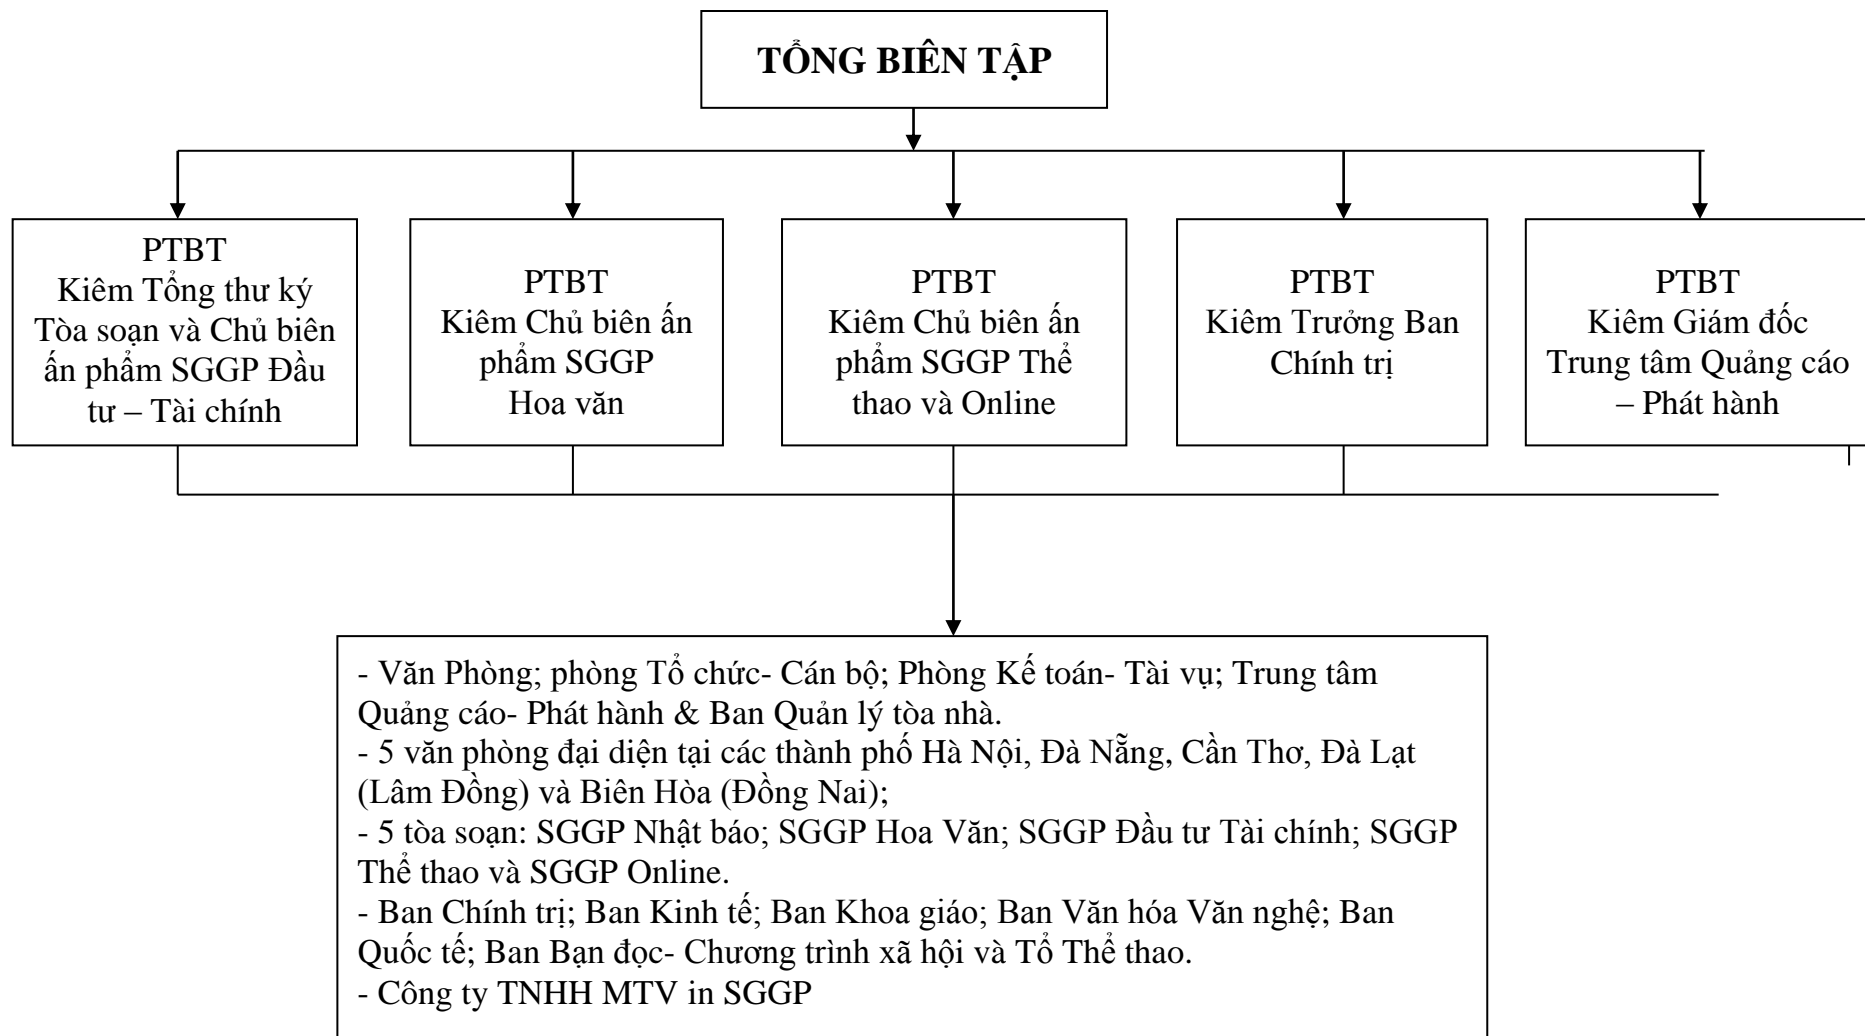 TỔNG BIÊN TẬP
PTBT
Kiêm Tổng thư ký
Tòa soạn và Chủ biên
ấn phẩm SGGP Đầu
tư – Tài chính
PTBT
Kiêm Chủ biên ấn
phẩm SGGP
Hoa văn
PTBT
Kiêm Chủ biên ấn
phẩm SGGP Thể
thao và Online
PTBT
Kiêm Trưởng Ban
Chính trị
PTBT
Kiêm Giám đốc
Trung tâm Quảng cáo
– Phát hành
- Văn Phòng; phòng Tổ chức- Cán bộ; Phòng Kế toán- Tài vụ; Trung tâm
Quảng cáo- Phát hành & Ban Quản lý tòa nhà.
- 5 văn phòng đại diện tại các thành phố Hà Nội, Đà Nẵng, Cần Thơ, Đà Lạt
(Lâm Đồng) và Biên Hòa (Đồng Nai);
- 5 tòa soạn: SGGP Nhật báo; SGGP Hoa Văn; SGGP Đầu tư Tài chính; SGGP
Thể thao và SGGP Online.
- Ban Chính trị; Ban Kinh tế; Ban Khoa giáo; Ban Văn hóa Văn nghệ; Ban
Quốc tế; Ban Bạn đọc- Chương trình xã hội và Tổ Thể thao.
- Công ty TNHH MTV in SGGP